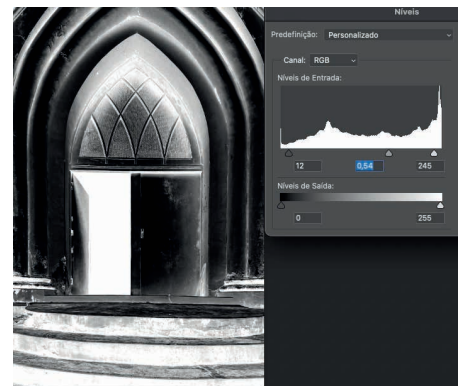 Níveis
Predefinição: Personalizado
Canal: RGB
Níveis de Entrada:
12 0,54 245
Níveis de Saída:
0 255